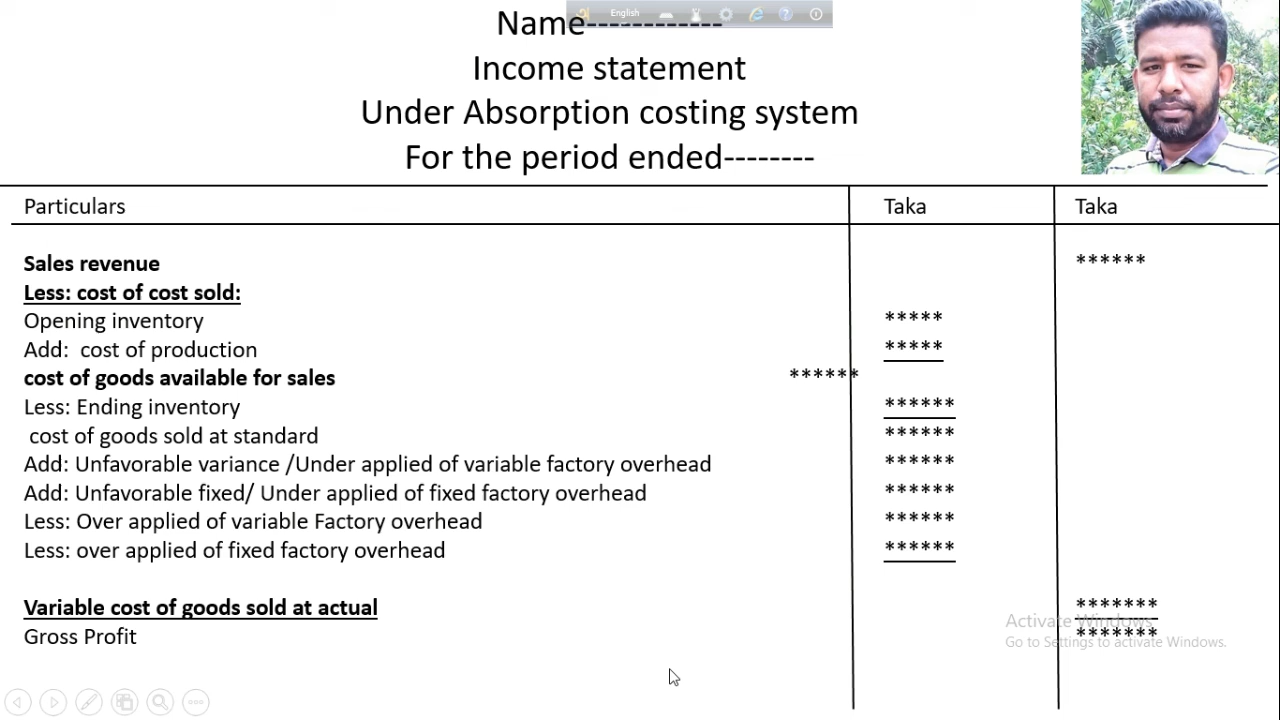 English
Name------------
Income statement
Under Absorption costing system
For the period ended--------
Particulars Taka Taka
Sales revenue ******
Less: cost of cost sold:
Opening inventory *****
Add: cost of production *****
cost of goods available for sales ******
Less: Ending inventory ******
cost of goods sold at standard ******
Add: Unfavorable variance /Under applied of variable factory overhead ******
Add: Unfavorable fixed/ Under applied of fixed factory overhead ******
Less: Over applied of variable Factory overhead ******
Less: over applied of fixed factory overhead ******
Variable cost of goods sold at actual *******
Gross Profit *******
Activate Windows
Go to Settings to activate Windows.